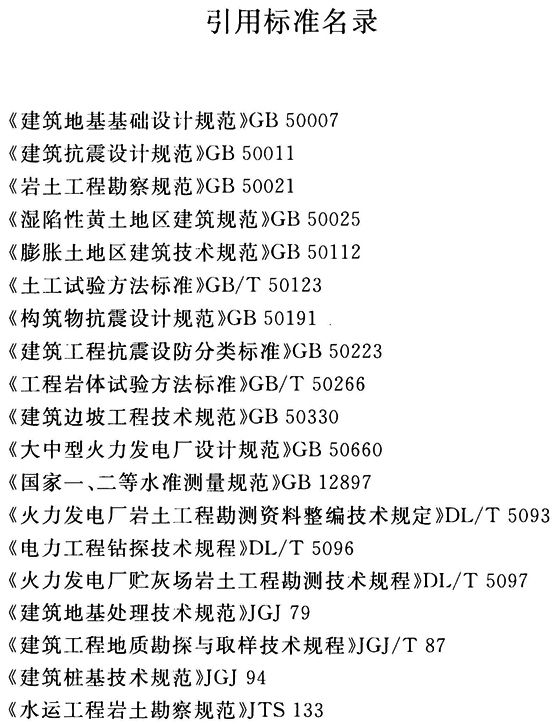 引用标准名录
《建筑地基基础设计规范》GB 50007
《建筑抗震设计规范》GB 50011
《岩土工程勘察规范》GB 50021
《湿陷性黄土地区建筑规范》GB 50025
《膨胀土地区建筑技术规范》GB 50112
《土工试验方法标准》GB/T 50123
《构筑物抗震设计规范》GB 50191
《建筑工程抗震设防分类标准》GB 50223
《工程岩体试验方法标准》GB/T 50266
《建筑边坡工程技术规范》GB 50330
《大中型火力发电厂设计规范》GB 50660
《国家一、二等水准测量规范》GB 12897
《火力发电厂岩土工程勘测资料整编技术规定》DL/T 5093
《电力工程钻探技术规程》DL/T 5096
《火力发电厂贮灰场岩土工程勘测技术规程》DL/T 5097
《建筑地基处理技术规范》JGJ 79
《建筑工程地质勘探与取样技术规程》JGJ/T 87
《建筑桩基技术规范》JGJ 94
《水运工程岩土勘察规范》JTS 133